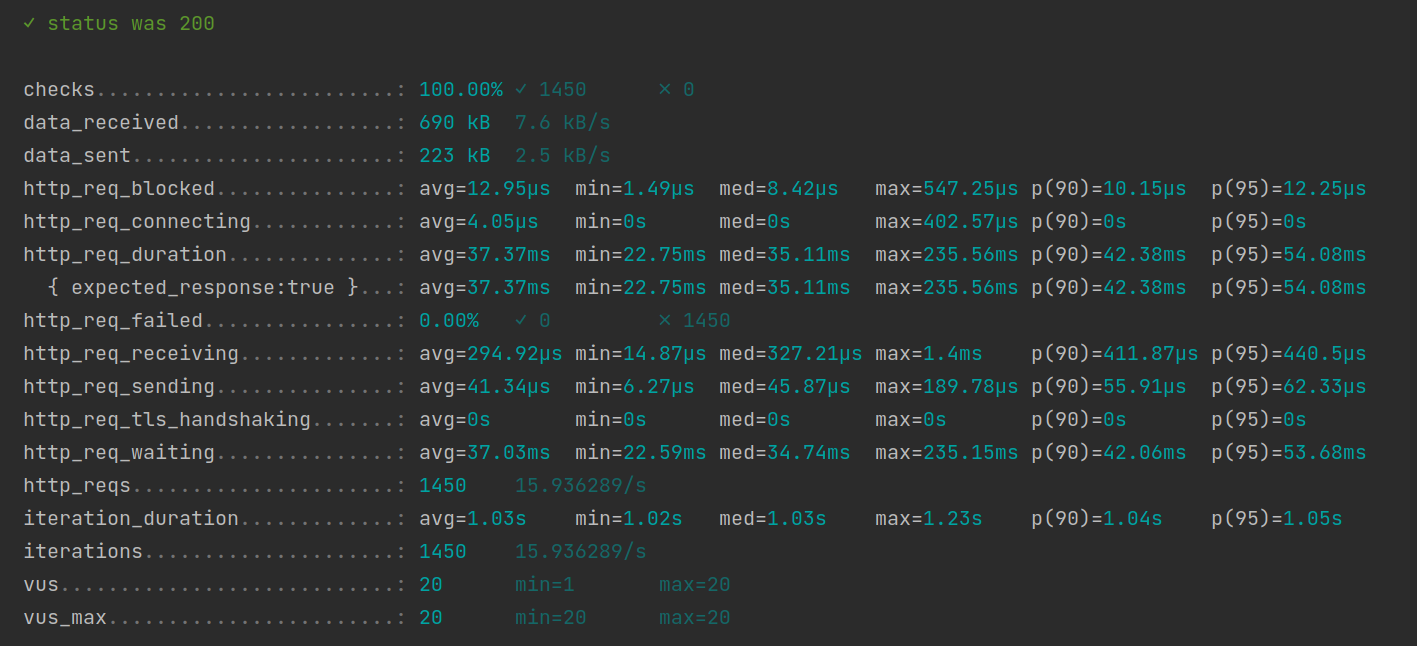 ✓ status was 200
checks.........................: 100.00% ✓ 1450      ✗ 0
data_received..................: 690 kB  7.6 kB/s
data_sent......................: 223 kB  2.5 kB/s
http_req_blocked...............: avg=12.95µs  min=1.49µs  med=8.42µs   max=547.25µs p(90)=10.15µs  p(95)=12.25µs
http_req_connecting............: avg=4.05µs   min=0s      med=0s       max=402.57µs p(90)=0s       p(95)=0s
http_req_duration..............: avg=37.37ms  min=22.75ms med=35.11ms  max=235.56ms p(90)=42.38ms  p(95)=54.08ms
  { expected_response:true }...: avg=37.37ms  min=22.75ms med=35.11ms  max=235.56ms p(90)=42.38ms  p(95)=54.08ms
http_req_failed................: 0.00%   ✓ 0         ✗ 1450
http_req_receiving.............: avg=294.92µs min=14.87µs med=327.21µs max=1.4ms    p(90)=411.87µs p(95)=440.5µs
http_req_sending...............: avg=41.34µs  min=6.27µs  med=45.87µs  max=189.78µs p(90)=55.91µs  p(95)=62.33µs
http_req_tls_handshaking.......: avg=0s       min=0s      med=0s       max=0s       p(90)=0s       p(95)=0s
http_req_waiting...............: avg=37.03ms  min=22.59ms med=34.74ms  max=235.15ms p(90)=42.06ms  p(95)=53.68ms
http_reqs......................: 1450    15.936289/s
iteration_duration.............: avg=1.03s    min=1.02s   med=1.03s    max=1.23s    p(90)=1.04s    p(95)=1.05s
iterations.....................: 1450    15.936289/s
vus............................: 20      min=1       max=20
vus_max........................: 20      min=20      max=20